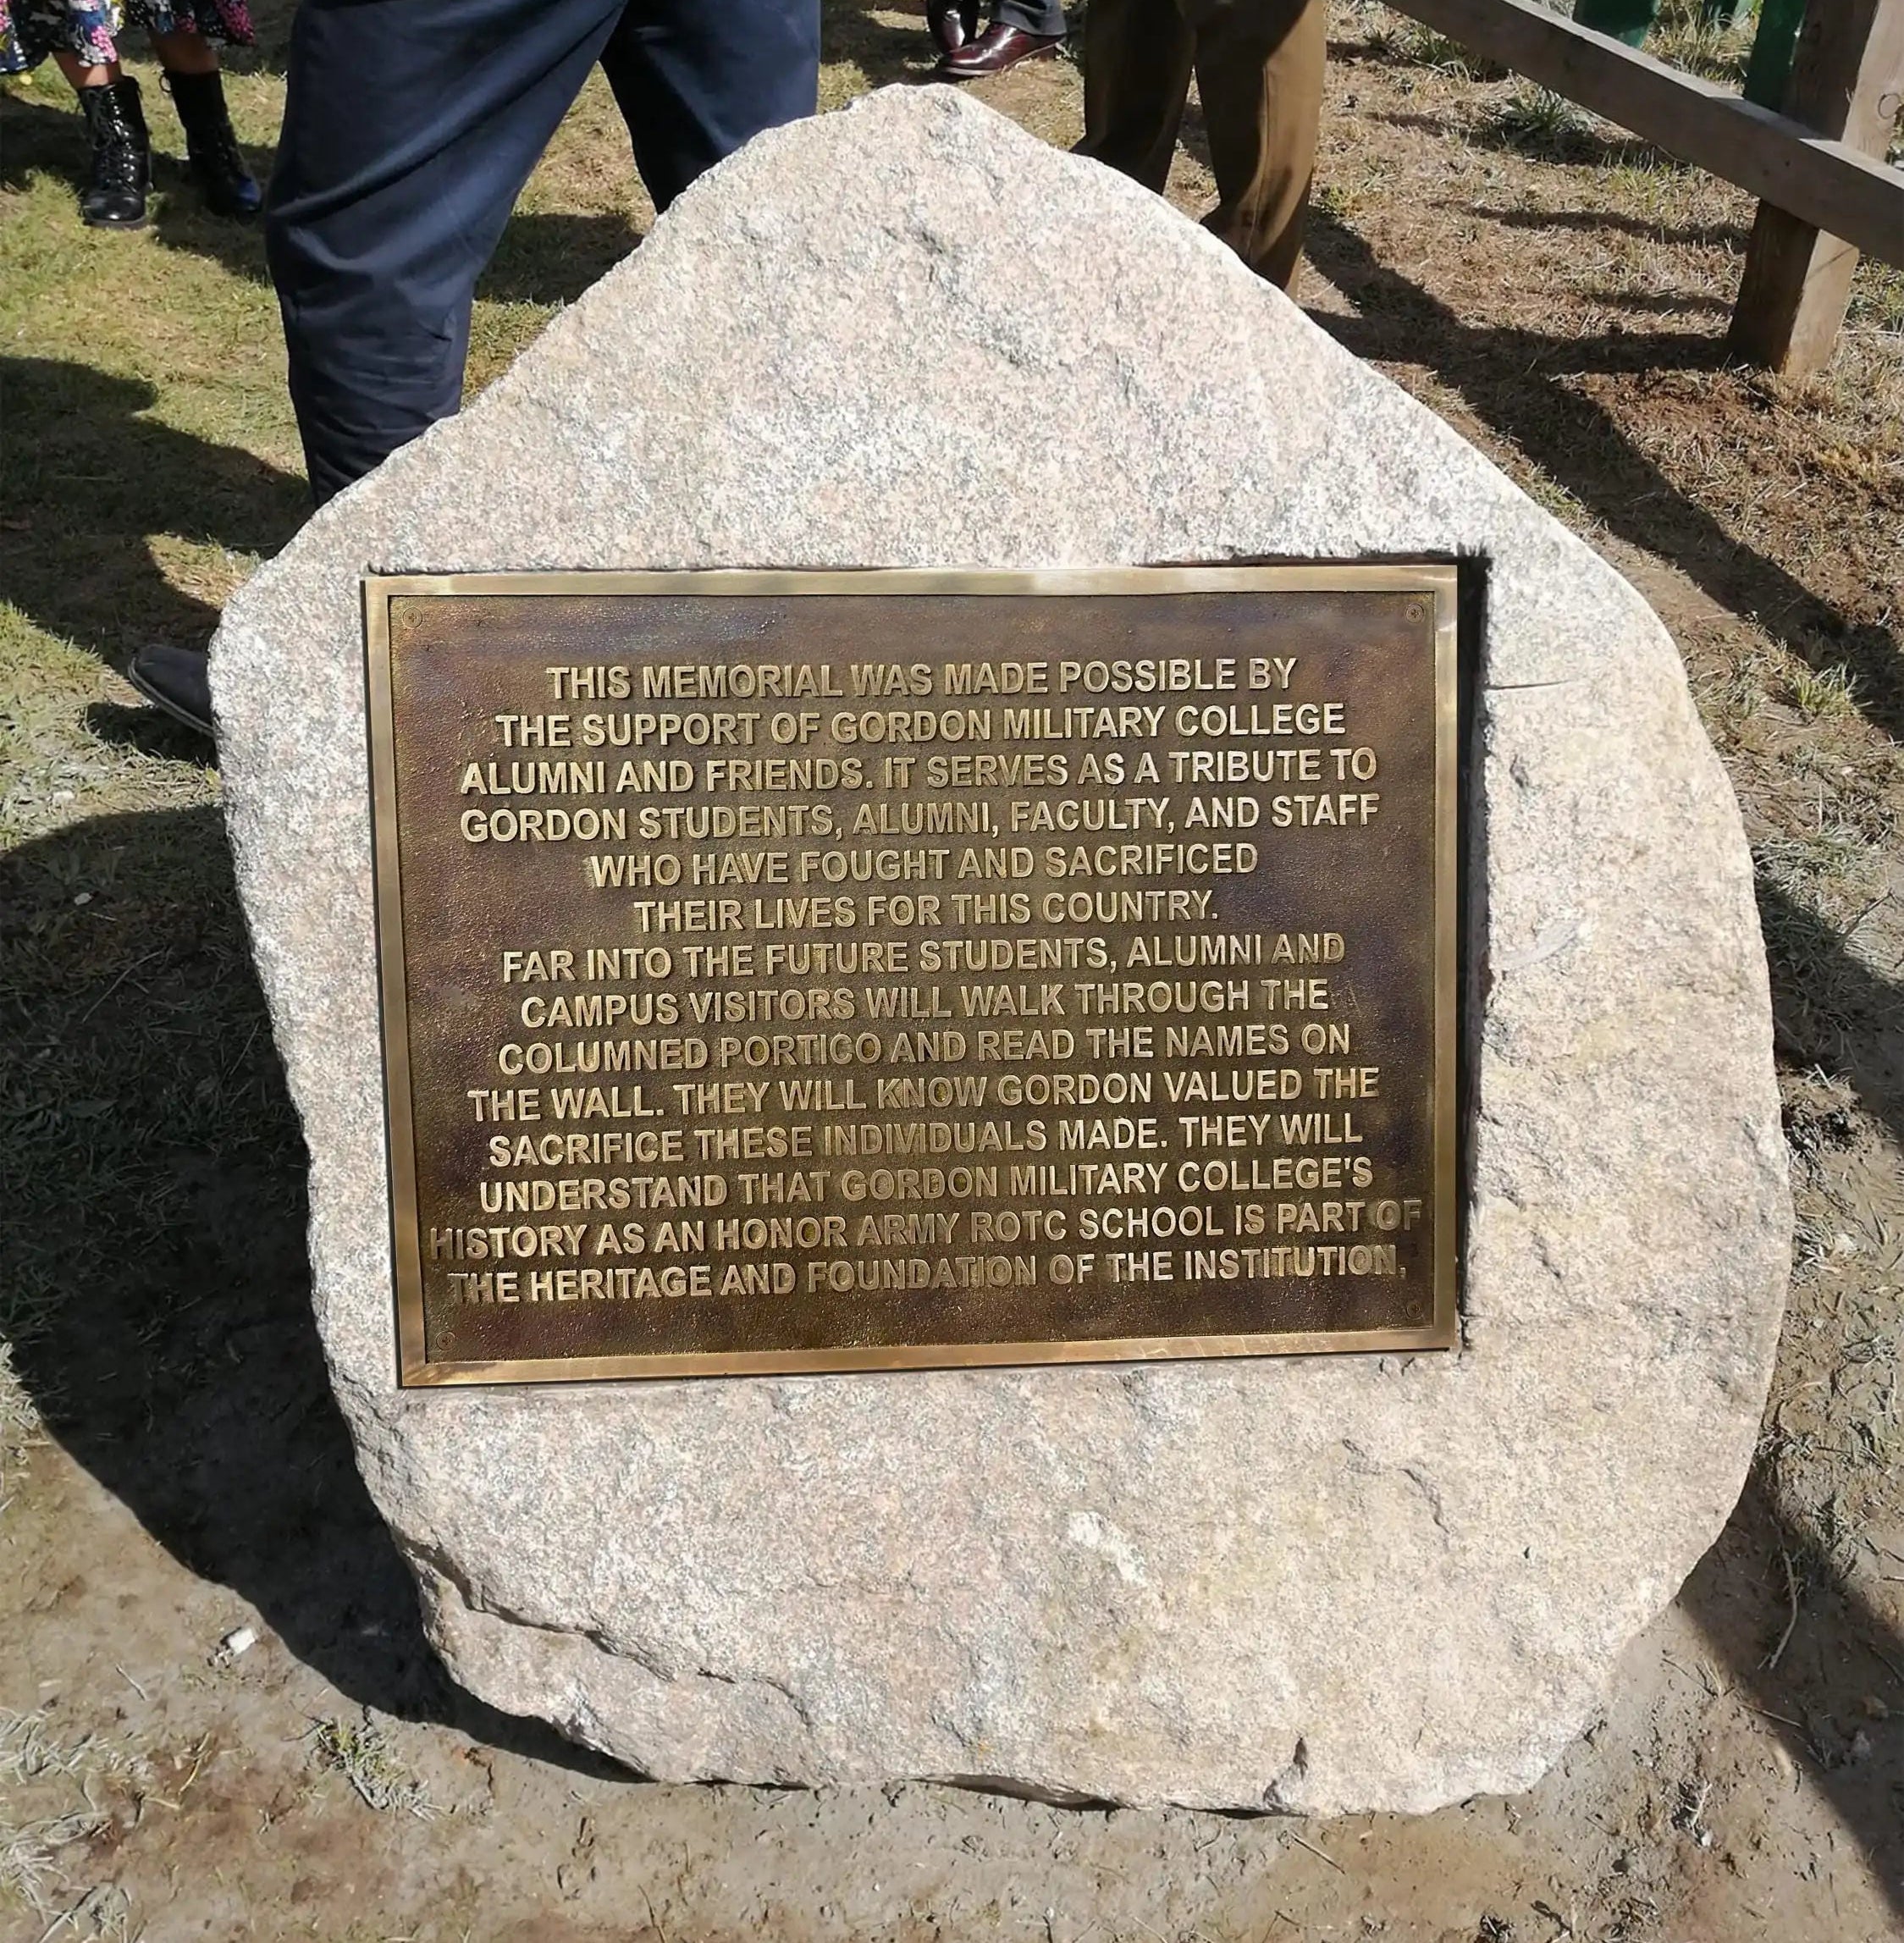 THIS MEMORIAL WAS MADE POSSIBLE BY
THE SUPPORT OF GORDON MILITARY COLLEGE
ALUMNI AND FRIENDS. IT SERVES AS A TRIBUTE TO
GORDON STUDENTS, ALUMNI, FACULTY, AND STAFF
WHO HAVE FOUGHT AND SACRIFICED
THEIR LIVES FOR THIS COUNTRY.
FAR INTO THE FUTURE STUDENTS, ALUMNI AND
CAMPUS VISITORS WILL WALK THROUGH THE
COLUMNED PORTICO AND READ THE NAMES ON
THE WALL. THEY WILL KNOW GORDON VALUED THE
SACRIFICE THESE INDIVIDUALS MADE. THEY WILL
UNDERSTAND THAT GORDON MILITARY COLLEGE'S
HISTORY AS AN HONOR ARMY ROTC SCHOOL IS PART OF
THE HERITAGE AND FOUNDATION OF THE INSTITUTION.